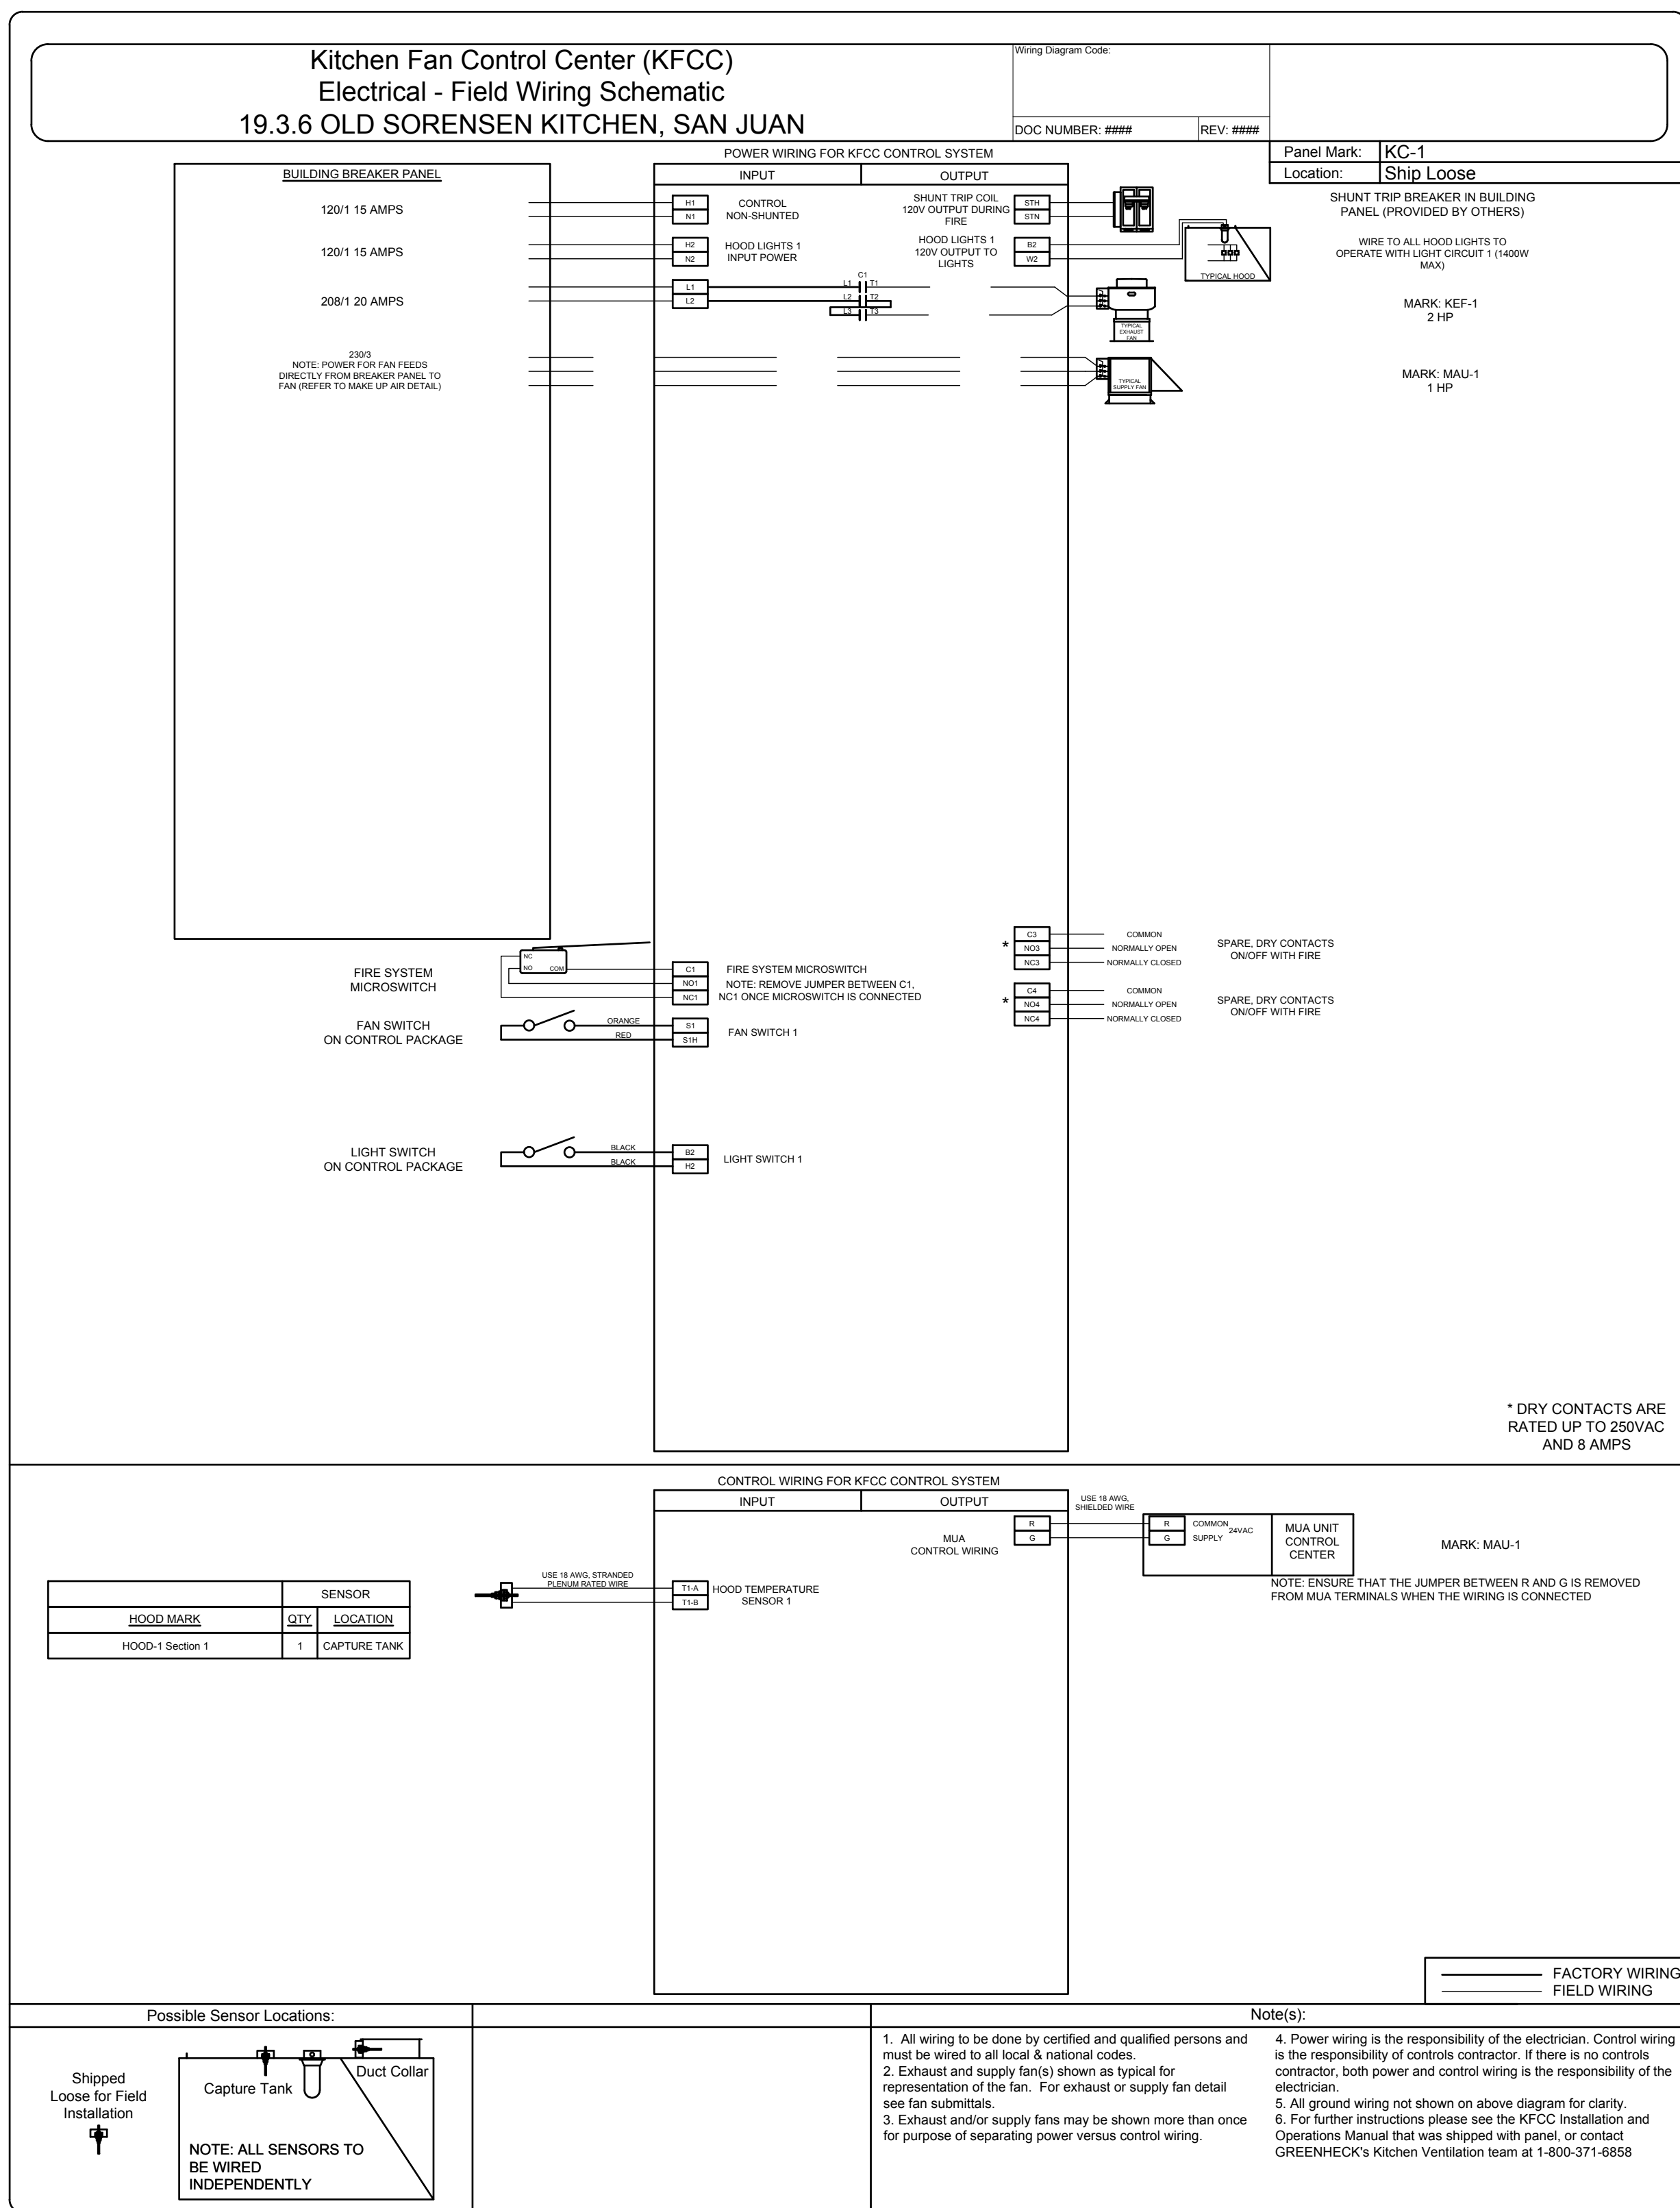 Kitchen Fan Control Center (KFCC)
Electrical - Field Wiring Schematic
19.3.6 OLD SORENSEN KITCHEN, SAN JUAN
Wiring Diagram Code:
DOC NUMBER: ####
REV: ####
Panel Mark:
KC-1
Location:
Ship Loose
POWER WIRING FOR KFCC CONTROL SYSTEM
INPUT
OUTPUT
BUILDING BREAKER PANEL
120/1 15 AMPS
H1
N1
CONTROL
NON-SHUNTED
SHUNT TRIP COIL
120V OUTPUT DURING
FIRE
STH
STN
SHUNT TRIP BREAKER IN BUILDING
PANEL (PROVIDED BY OTHERS)
120/1 15 AMPS
H2
N2
HOOD LIGHTS 1
INPUT POWER
HOOD LIGHTS 1
120V OUTPUT TO
LIGHTS
B2
W2
TYPICAL HOOD
WIRE TO ALL HOOD LIGHTS TO
OPERATE WITH LIGHT CIRCUIT 1 (1400W
MAX)
208/1 20 AMPS
L1
L2
C1
L1
T1
L2
T2
L3
T3
TYPICAL
EXHAUST
FAN
MARK: KEF-1
2 HP
230/3
NOTE: POWER FOR FAN FEEDS
DIRECTLY FROM BREAKER PANEL TO
FAN (REFER TO MAKE UP AIR DETAIL)
TYPICAL
SUPPLY FAN
MARK: MAU-1
1 HP
FIRE SYSTEM
MICROSWITCH
NC
NO
COM
C1
NO1
NC1
FIRE SYSTEM MICROSWITCH
NOTE: REMOVE JUMPER BETWEEN C1,
NC1 ONCE MICROSWITCH IS CONNECTED
*
C3
NO3
NC3
COMMON
NORMALLY OPEN
NORMALLY CLOSED
SPARE, DRY CONTACTS
ON/OFF WITH FIRE
*
C4
NO4
NC4
COMMON
NORMALLY OPEN
NORMALLY CLOSED
SPARE, DRY CONTACTS
ON/OFF WITH FIRE
FAN SWITCH
ON CONTROL PACKAGE
ORANGE
RED
S1
S1H
FAN SWITCH 1
LIGHT SWITCH
ON CONTROL PACKAGE
BLACK
BLACK
B2
H2
LIGHT SWITCH 1
* DRY CONTACTS ARE
RATED UP TO 250VAC
AND 8 AMPS
CONTROL WIRING FOR KFCC CONTROL SYSTEM
INPUT
OUTPUT
MUA
CONTROL WIRING
R
G
USE 18 AWG,
SHIELDED WIRE
R
G
COMMON
SUPPLY
24VAC
MUA UNIT
CONTROL
CENTER
MARK: MAU-1
NOTE: ENSURE THAT THE JUMPER BETWEEN R AND G IS REMOVED
FROM MUA TERMINALS WHEN THE WIRING IS CONNECTED
USE 18 AWG, STRANDED
PLENUM RATED WIRE
T1-A
T1-B
HOOD TEMPERATURE
SENSOR 1
SENSOR
HOOD MARK
QTY
LOCATION
HOOD-1 Section 1
1
CAPTURE TANK
FACTORY WIRING
FIELD WIRING
Possible Sensor Locations:
Shipped
Loose for Field
Installation
Capture Tank
Duct Collar
NOTE: ALL SENSORS TO
BE WIRED
INDEPENDENTLY
Note(s):
1. All wiring to be done by certified and qualified persons and
must be wired to all local & national codes.
2. Exhaust and supply fan(s) shown as typical for
representation of the fan. For exhaust or supply fan detail
see fan submittals.
3. Exhaust and/or supply fans may be shown more than once
for purpose of separating power versus control wiring.
4. Power wiring is the responsibility of the electrician. Control wiring
is the responsibility of controls contractor. If there is no controls
contractor, both power and control wiring is the responsibility of the
electrician.
5. All ground wiring not shown on above diagram for clarity.
6. For further instructions please see the KFCC Installation and
Operations Manual that was shipped with panel, or contact
GREENHECK's Kitchen Ventilation team at 1-800-371-6858